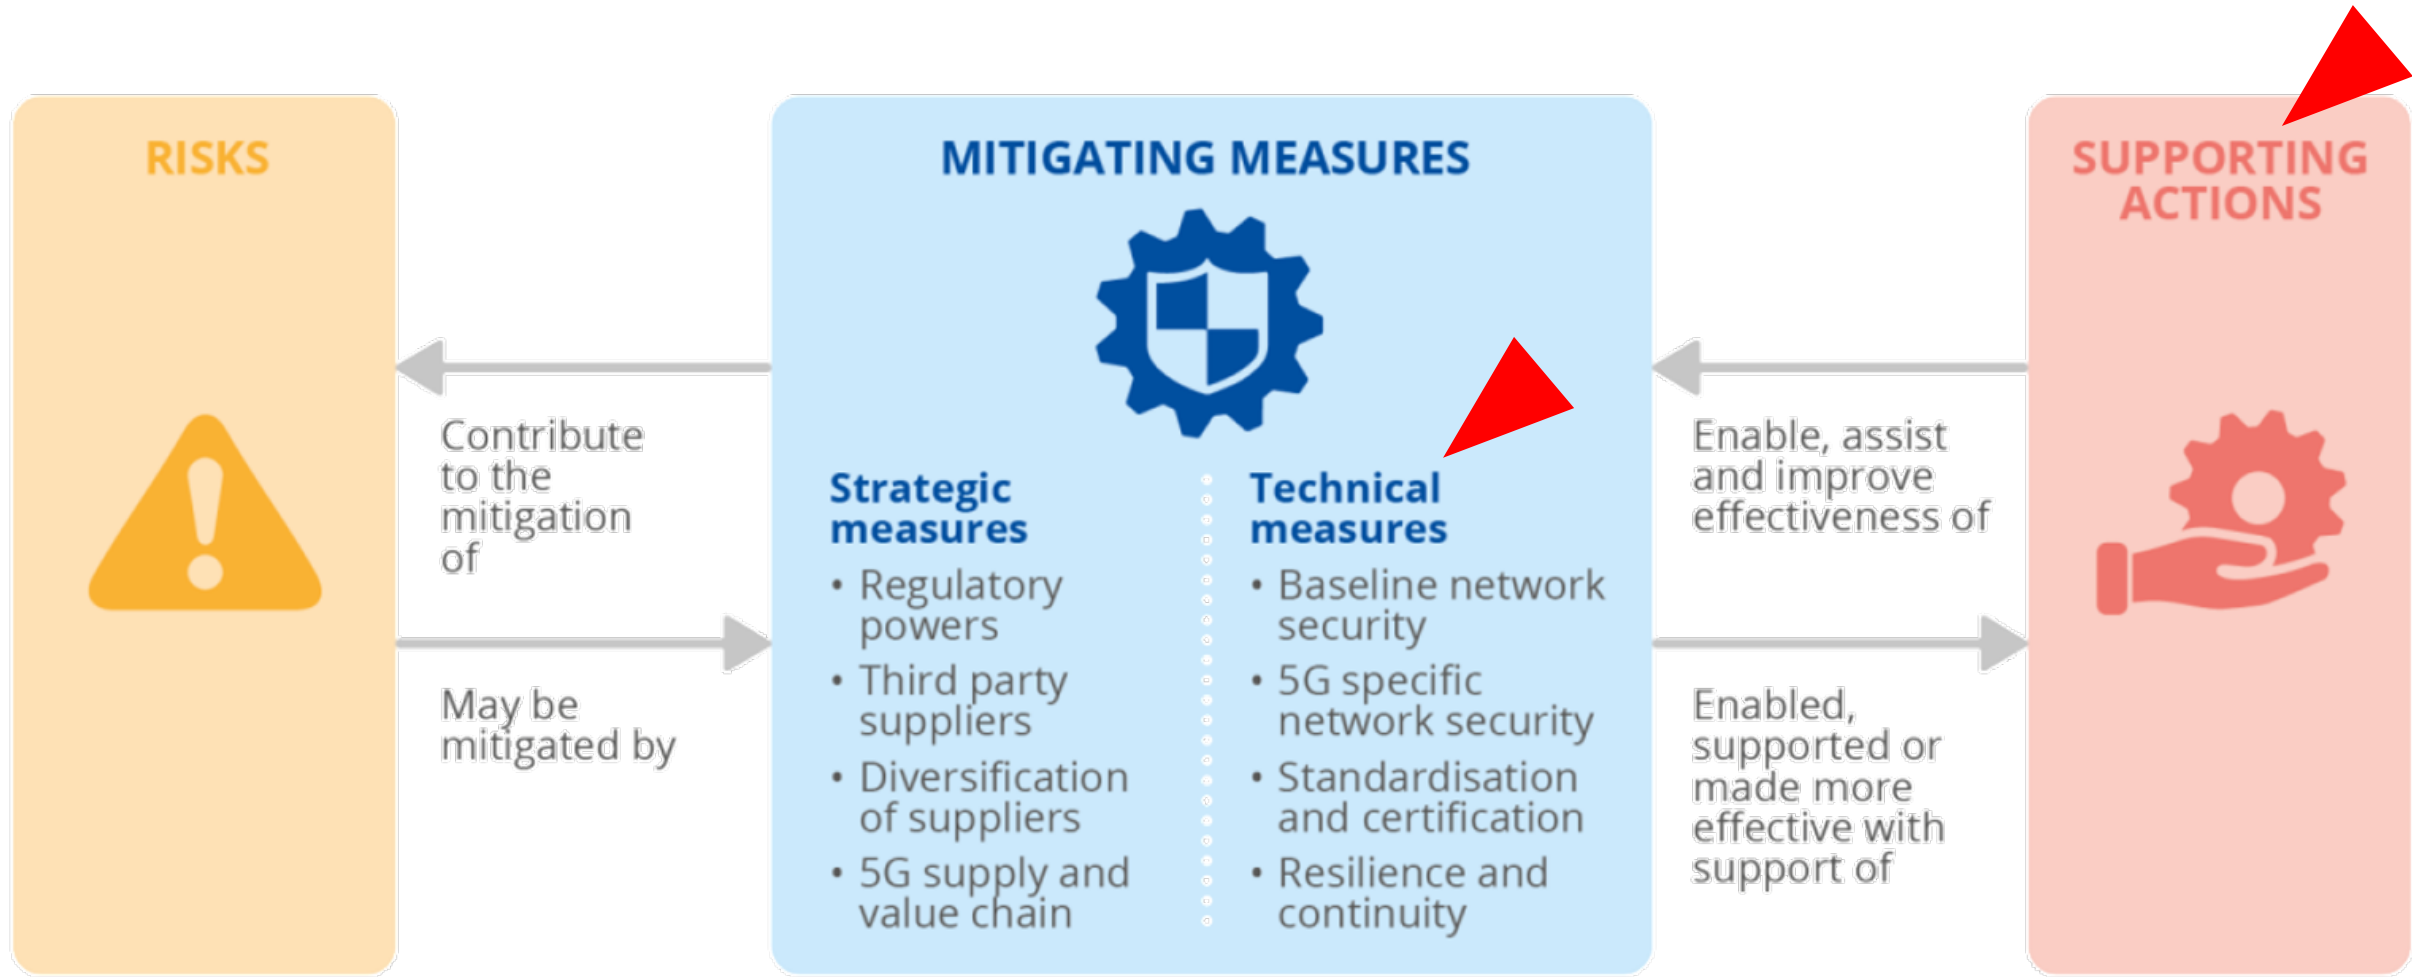 RISKS
Contribute
to the
mitigation
of
May be
mitigated by
MITIGATING MEASURES
Strategic
measures
• Regulatory
powers
• Third party
suppliers
• Diversification
of suppliers
• 5G supply and
value chain
Technical
measures
• Baseline network
security
• 5G specific
network security
• Standardisation
and certification
• Resilience and
continuity
Enable, assist
and improve
effectiveness of
Enabled,
supported or
made more
effective with
support of
SUPPORTING
ACTIONS